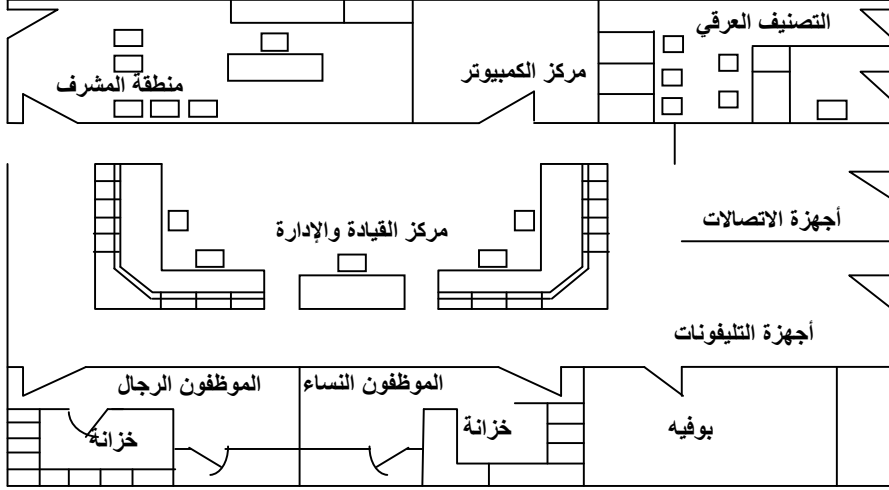 التصنيف العرقي
مركز الكمبيوتر
منطقة المشرف
أجهزة الاتصالات
مركز القيادة والإدارة
أجهزة التليفونات
الموظفون النساء
الموظفون الرجال
بوفيه
خزانة
خزانة